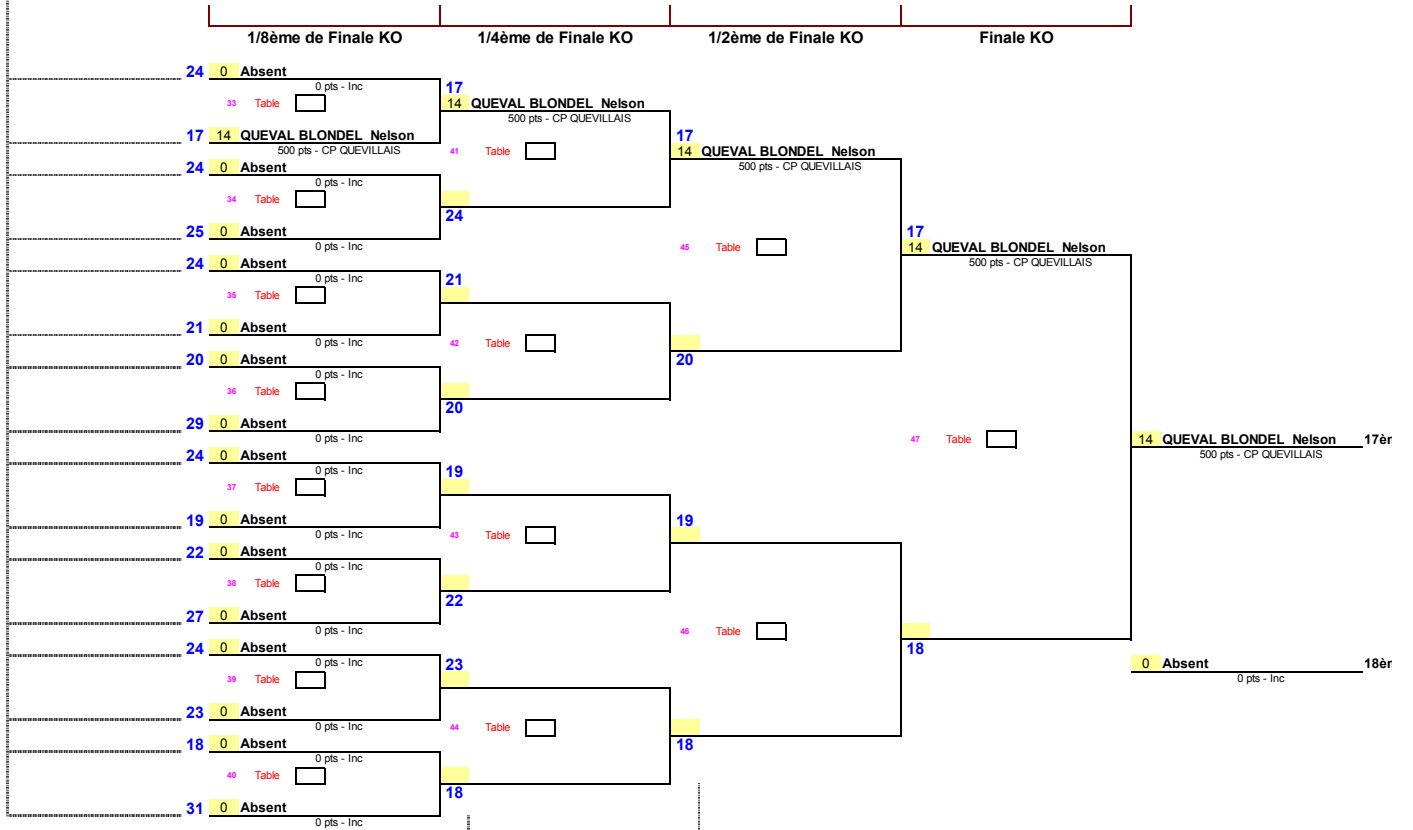 1/8ème de Finale KO 1/4ème de Finale KO 1/2ème de Finale KO Finale KO
24 0 Absent
0 pts - Inc
17
33 Table
14 QUEVAL BLONDEL Nelson
500 pts - CP QUEVILLAIS
17 14 QUEVAL BLONDEL Nelson
500 pts - CP QUEVILLAIS
17
41 Table
14 QUEVAL BLONDEL Nelson
500 pts - CP QUEVILLAIS
24 0 Absent
0 pts - Inc
34 Table
24
25 0 Absent
0 pts - Inc
17
45 Table
14 QUEVAL BLONDEL Nelson
500 pts - CP QUEVILLAIS
24 0 Absent
0 pts - Inc
21
35 Table
21 0 Absent
0 pts - Inc
42 Table
20 0 Absent
0 pts - Inc
20
36 Table
20
29 0 Absent
0 pts - Inc
47 Table
14 QUEVAL BLONDEL Nelson 17èr
500 pts - CP QUEVILLAIS
24 0 Absent
0 pts - Inc
19
37 Table
19 0 Absent
0 pts - Inc
19
43 Table
22 0 Absent
0 pts - Inc
38 Table
22
27 0 Absent
0 pts - Inc
46 Table
24 0 Absent
0 pts - Inc
18
23
0 Absent 18èr
0 pts - Inc
39 Table
23 0 Absent
0 pts - Inc
44 Table
18 0 Absent
0 pts - Inc
18
40 Table
18
31 0 Absent
0 pts - Inc